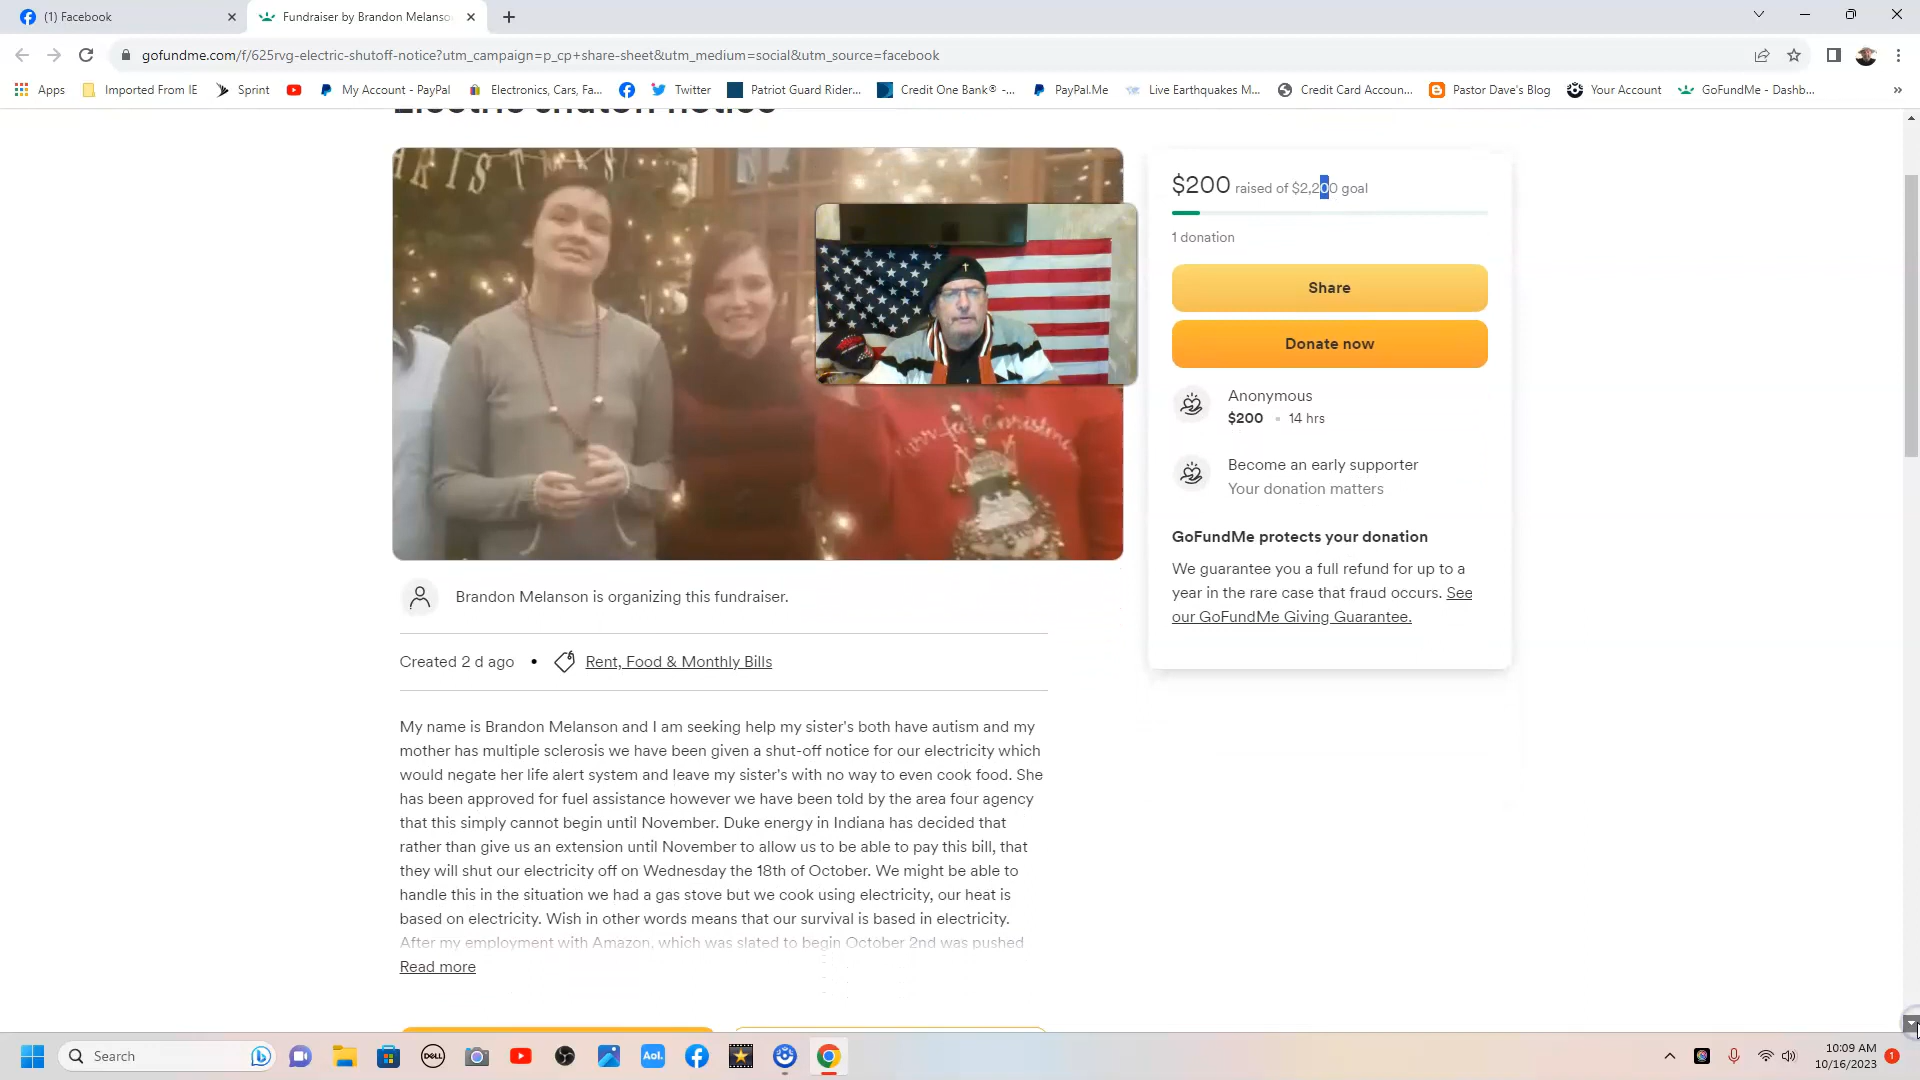 (1) Facebook
Fundraiser by Brandon Melanso
gofundme.com/f/625rvg-electric-shutoff-notice?utm_campaign=p_cp+share-sheet&utm_medium=social&utm_source=facebook
Apps
Imported From IE
Sprint
My Account - PayPal
Electronics, Cars, Fa...
Twitter
Patriot Guard Rider...
Credit One Bank® -...
PayPal.Me
Live Earthquakes M...
Credit Card Accoun...
Pastor Dave's Blog
Your Account
GoFundMe - Dashb...
»
Electric shutoff notice
$200 raised of $2,200 goal
1 donation
Share
Donate now
Anonymous
$200 • 14 hrs
Become an early supporter
Your donation matters
GoFundMe protects your donation
We guarantee you a full refund for up to a
year in the rare case that fraud occurs. See
our GoFundMe Giving Guarantee.
Brandon Melanson is organizing this fundraiser.
Created 2 d ago • Rent, Food & Monthly Bills
My name is Brandon Melanson and I am seeking help my sister's both have autism and my
mother has multiple sclerosis we have been given a shut-off notice for our electricity which
would negate her life alert system and leave my sister's with no way to even cook food. She
has been approved for fuel assistance however we have been told by the area four agency
that this simply cannot begin until November. Duke energy in Indiana has decided that
rather than give us an extension until November to allow us to be able to pay this bill, that
they will shut our electricity off on Wednesday the 18th of October. We might be able to
handle this in the situation we had a gas stove but we cook using electricity, our heat is
based on electricity. Wish in other words means that our survival is based in electricity.
After my employment with Amazon, which was slated to begin October 2nd was pushed
Read more
Search
DELL
Aol.
10:09 AM
10/16/2023
1